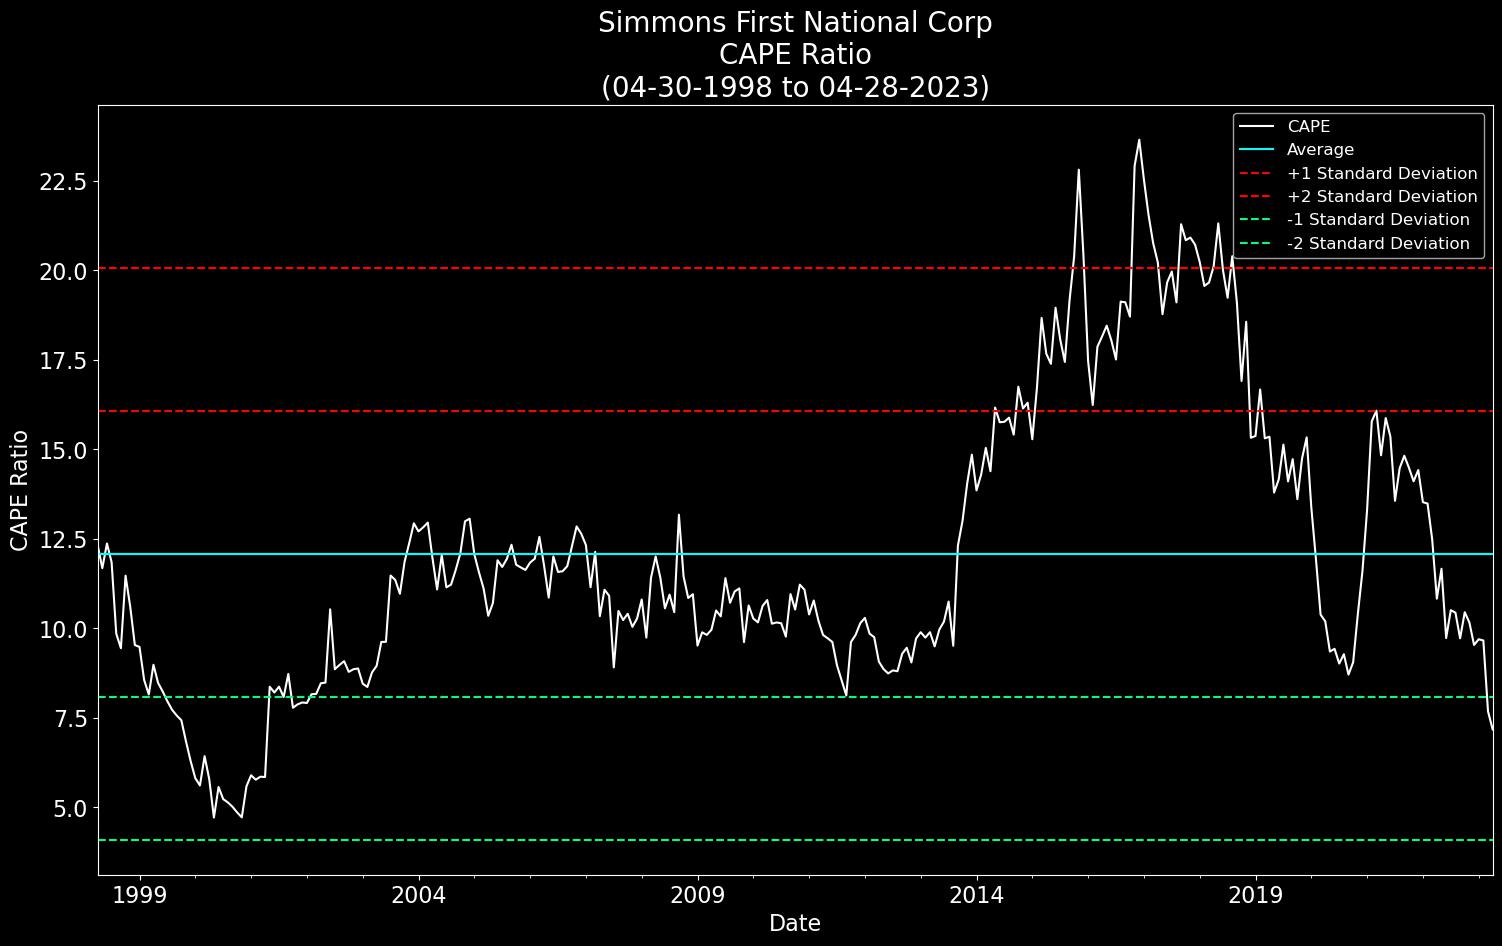 Simmons First National Corp
CAPE Ratio
(04-30-1998 to 04-28-2023)
CAPE
Average
+1 Standard Deviation
+2 Standard Deviation
-1 Standard Deviation
-2 Standard Deviation
22.5
20.0
17.5
15.0
12.5
10.0
7.5
5.0
CAPE Ratio
1999
2004
2009
2014
2019
Date